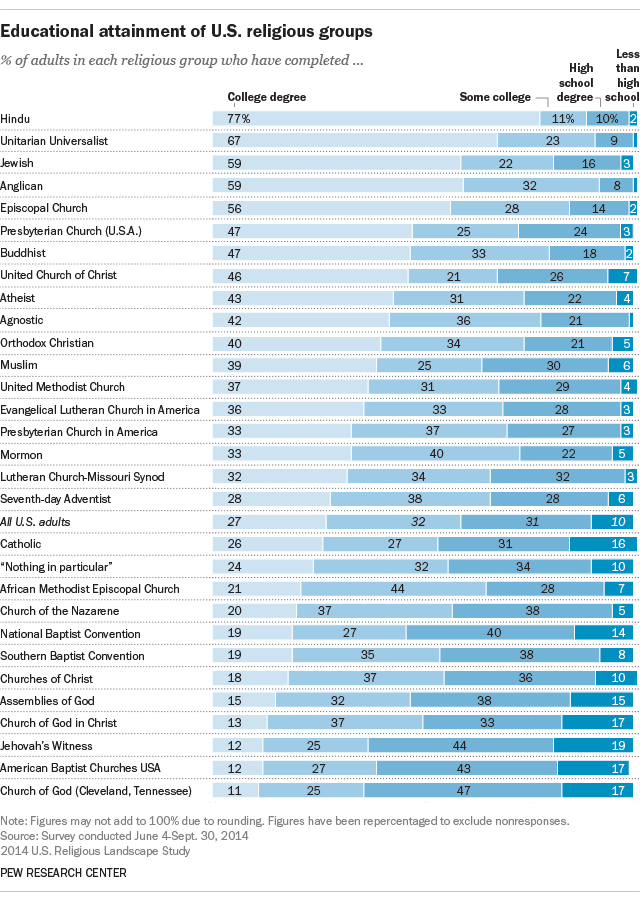 Educational attainment of U.S. religious groups
% of adults in each religious group who have completed ...
College degree
Some college
High school degree
Less than high school
Hindu 77% 11% 10% 2
Unitarian Universalist 67 23 9
Jewish 59 22 16 3
Anglican 59 32 8
Episcopal Church 56 28 14 2
Presbyterian Church (U.S.A.) 47 25 24 3
Buddhist 47 33 18 2
United Church of Christ 46 21 26 7
Atheist 43 31 22 4
Agnostic 42 36 21
Orthodox Christian 40 34 21 5
Muslim 39 25 30 6
United Methodist Church 37 31 29 4
Evangelical Lutheran Church in America 36 33 28 3
Presbyterian Church in America 33 37 27 3
Mormon 33 40 22 5
Lutheran Church-Missouri Synod 32 34 32 3
Seventh-day Adventist 28 38 28 6
All U.S. adults 27 32 31 10
Catholic 26 27 31 16
“Nothing in particular” 24 32 34 10
African Methodist Episcopal Church 21 44 28 7
Church of the Nazarene 20 37 38 5
National Baptist Convention 19 27 40 14
Southern Baptist Convention 19 35 38 8
Churches of Christ 18 37 36 10
Assemblies of God 15 32 38 15
Church of God in Christ 13 37 33 17
Jehovah’s Witness 12 25 44 19
American Baptist Churches USA 12 27 43 17
Church of God (Cleveland, Tennessee) 11 25 47 17
Note: Figures may not add to 100% due to rounding. Figures have been repercentaged to exclude nonresponses.
Source: Survey conducted June 4-Sept. 30, 2014
2014 U.S. Religious Landscape Study
PEW RESEARCH CENTER